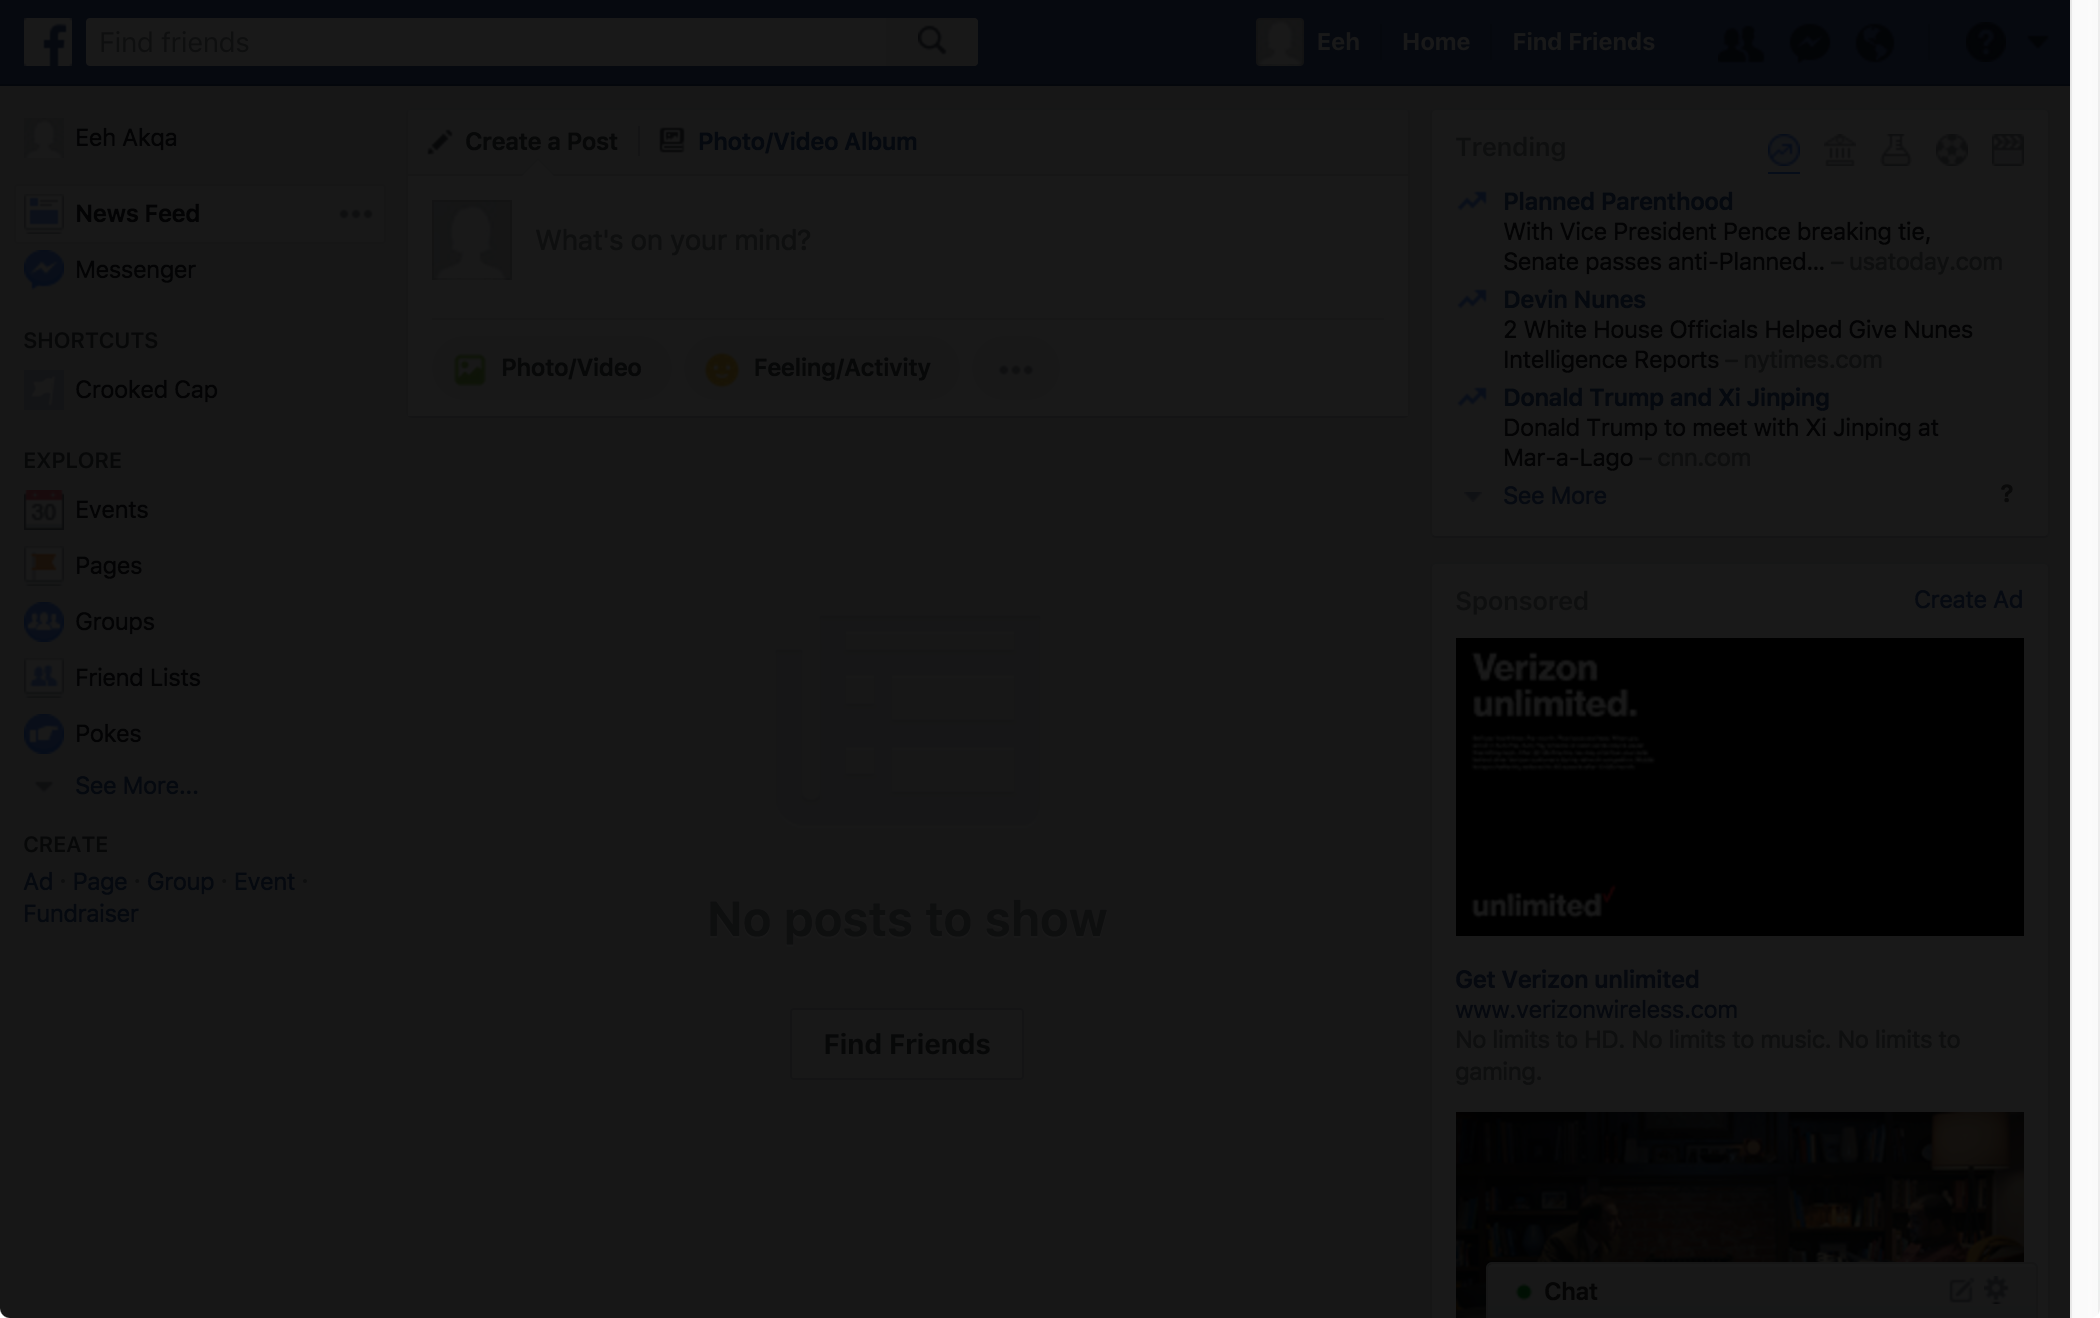 Find friends
Eeh
Home
Find Friends
Eeh Akqa
News Feed
Messenger
SHORTCUTS
Crooked Cap
EXPLORE
30
Events
Pages
Groups
Friend Lists
Pokes
See More...
CREATE
Ad · Page · Group · Event ·
Fundraiser
Create a Post
Photo/Video Album
What's on your mind?
Photo/Video
Feeling/Activity
No posts to show
Find Friends
Trending
Planned Parenthood
With Vice President Pence breaking tie,
Senate passes anti-Planned... – usatoday.com
Devin Nunes
2 White House Officials Helped Give Nunes
Intelligence Reports – nytimes.com
Donald Trump and Xi Jinping
Donald Trump to meet with Xi Jinping at
Mar-a-Lago – cnn.com
See More
?
Sponsored
Create Ad
Verizon
unlimited.
unlimited
Get Verizon unlimited
www.verizonwireless.com
No limits to HD. No limits to music. No limits to
gaming.
Chat